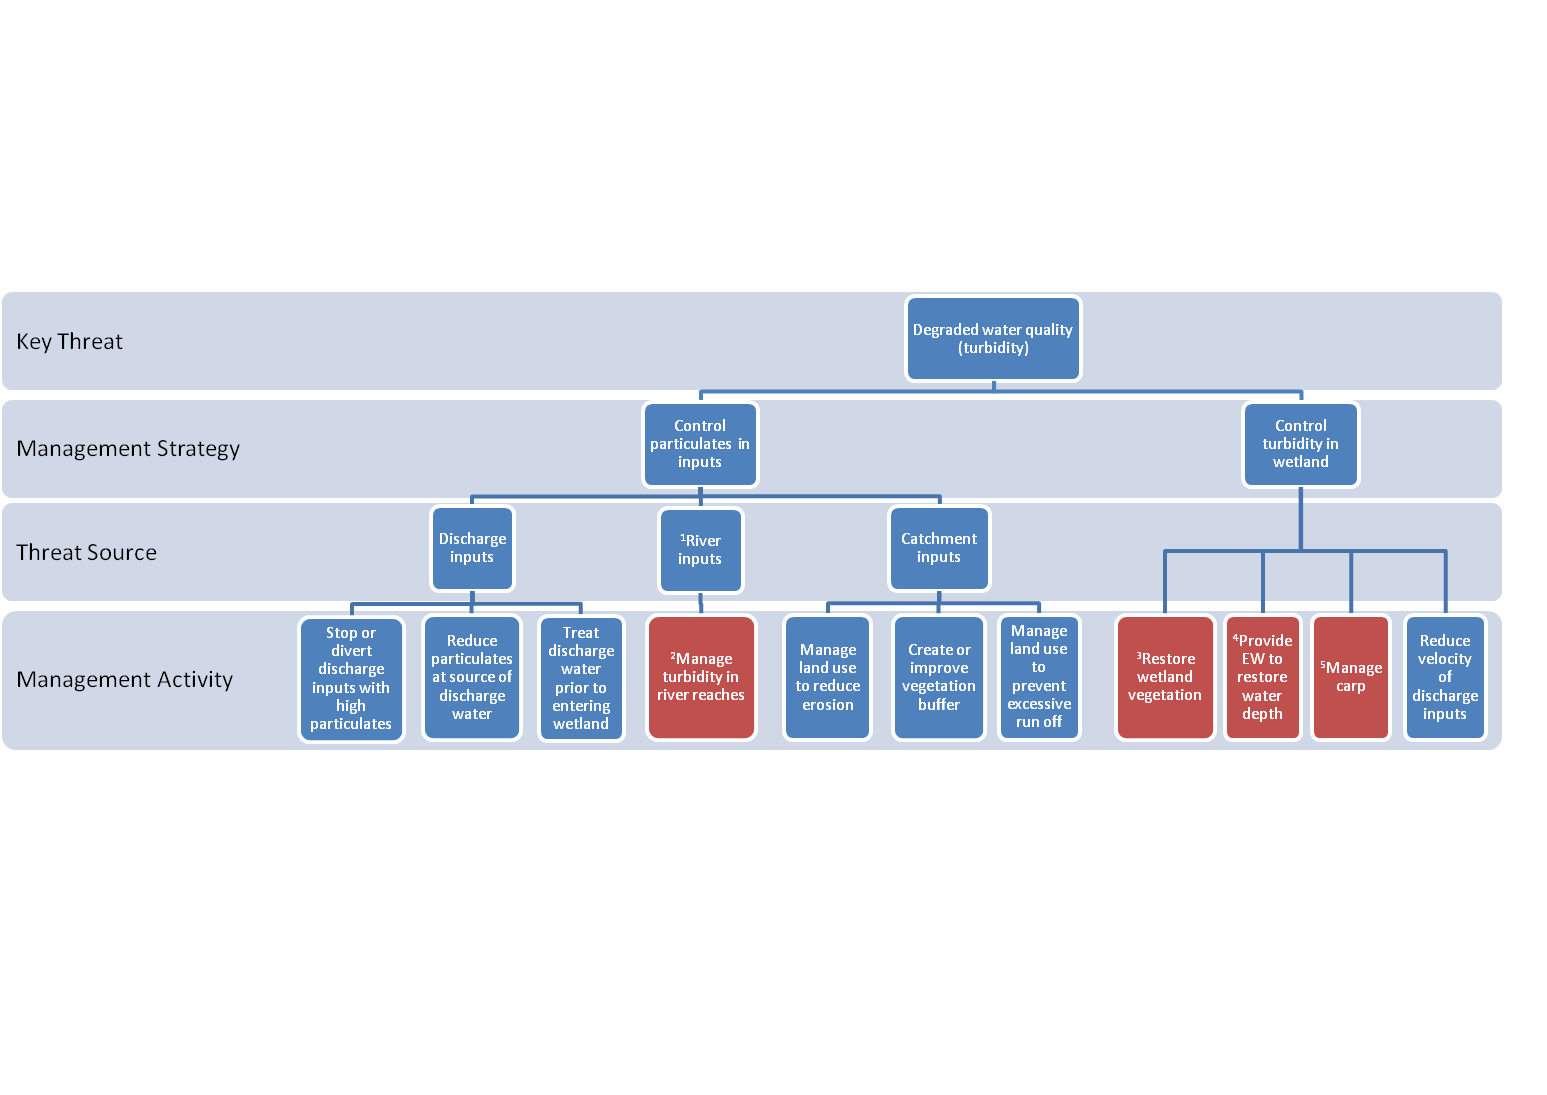 Key Threat
Degraded water quality
(turbidity)
Management Strategy
Control
particulates in
inputs
Control
turbidity in
wetland
Threat Source
Discharge
inputs
¹River
inputs
Catchment
inputs
Management Activity
Stop or
divert
discharge
inputs with
high
particulates
Reduce
particulates
at source of
discharge
water
Treat
discharge
water
prior to
entering
wetland
²Manage
turbidity in
river reaches
Manage
land use
to reduce
erosion
Create or
improve
vegetation
buffer
Manage
land use
to
prevent
excessive
run off
³Restore
wetland
vegetation
⁴Provide
EW to
restore
water
depth
⁵Manage
carp
Reduce
velocity
of
discharge
inputs